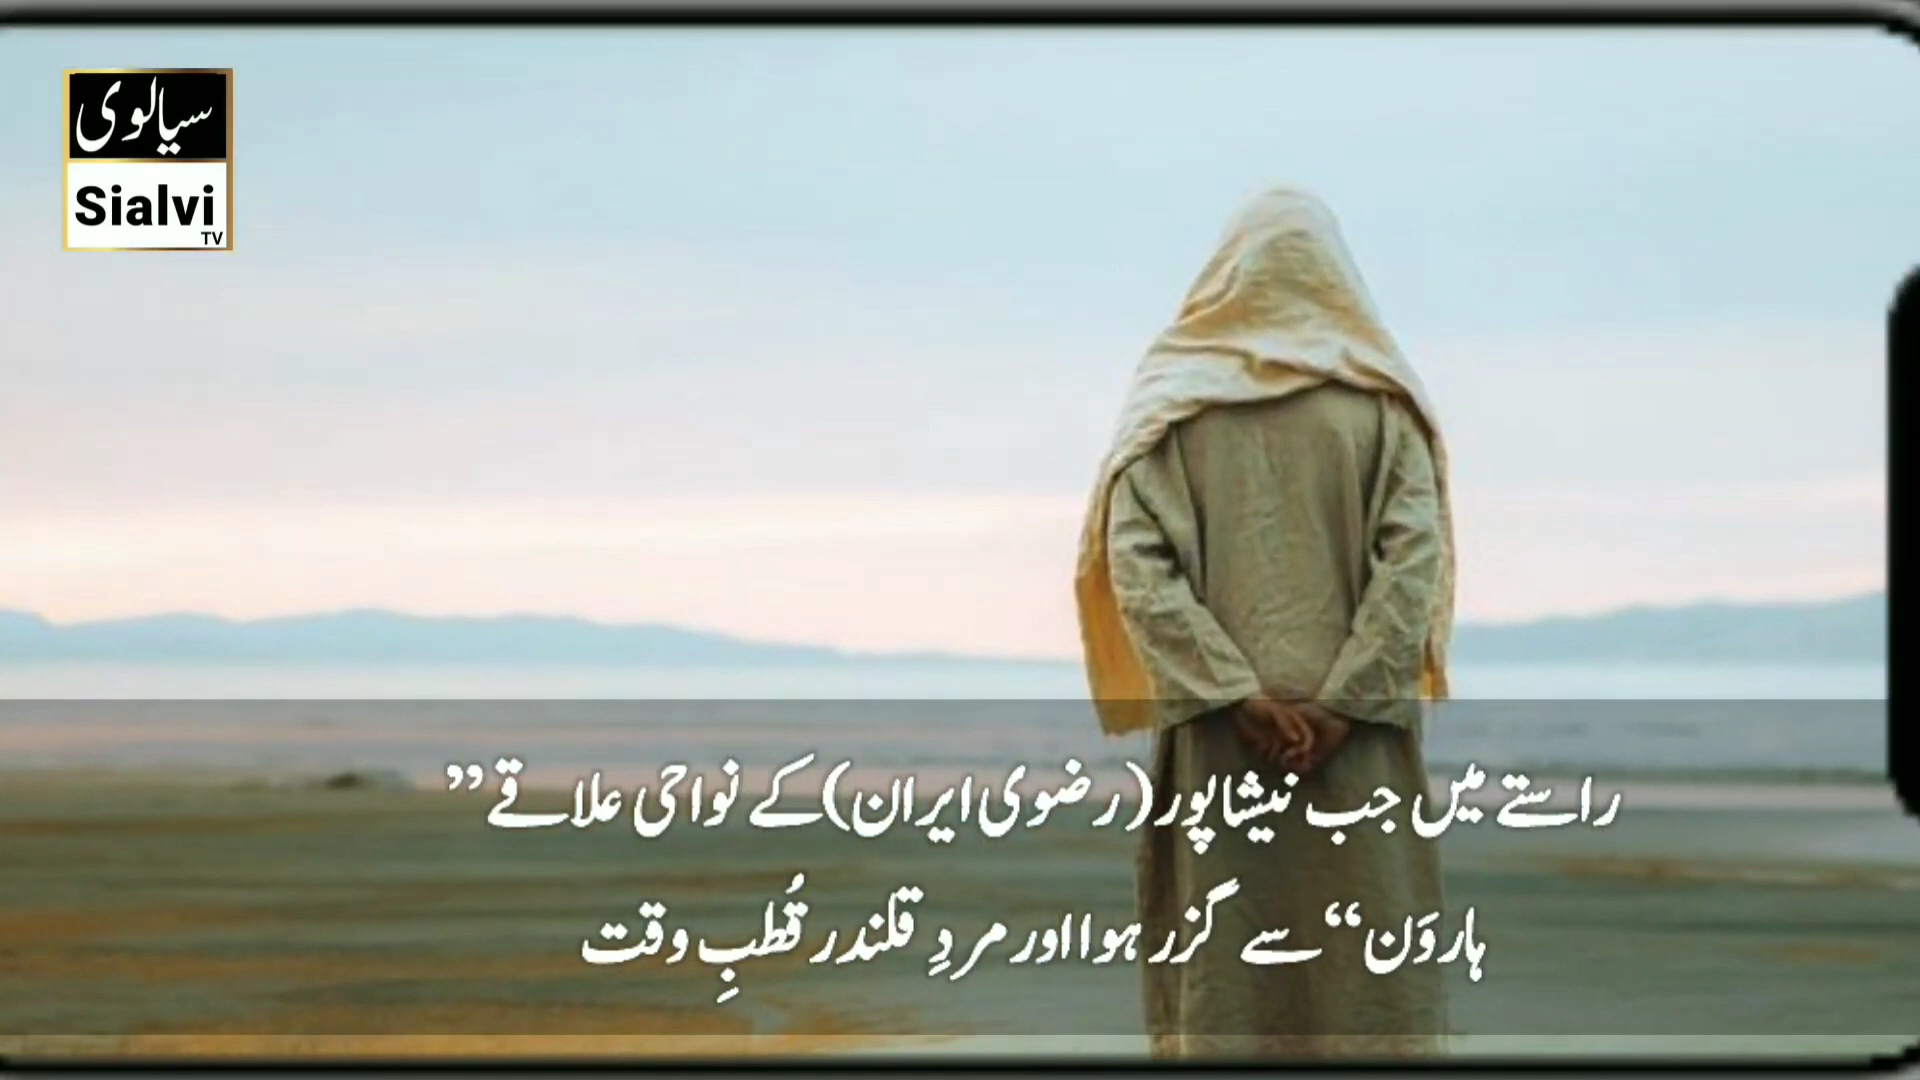 سیالوی
Sialvi
TV
راستے میں جب نیشاپور (رضوی ایران) کے نواحی علاقے ”
ہاروَن“ سے گزر ہوا اور مردِ قلندر قُطبِ وقت